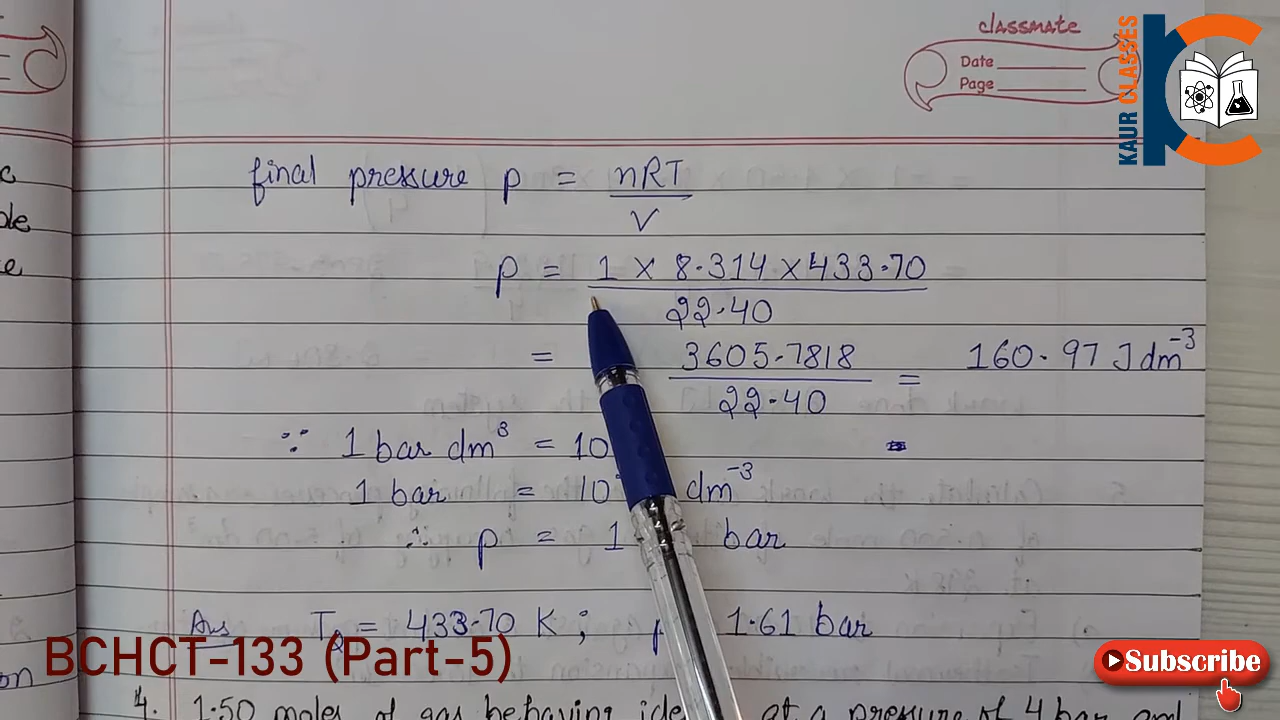 classmate
Date
Page
KAUR CLASSES
final pressure p = nRT
V
p = 1 × 8.314 × 433.70
22.40
= 3605.7818 = 160.97 J dm⁻³
22.40
∵ 1 bar dm³ = 10
1 bar = 10 dm⁻³
∴ p = 1 bar
Ans T₂ = 433.70 K ; 1.61 bar
BCHCT-133 (Part-5)
Subscribe
4. 1.50 moles of gas behaving at a pressure of 4 bar and